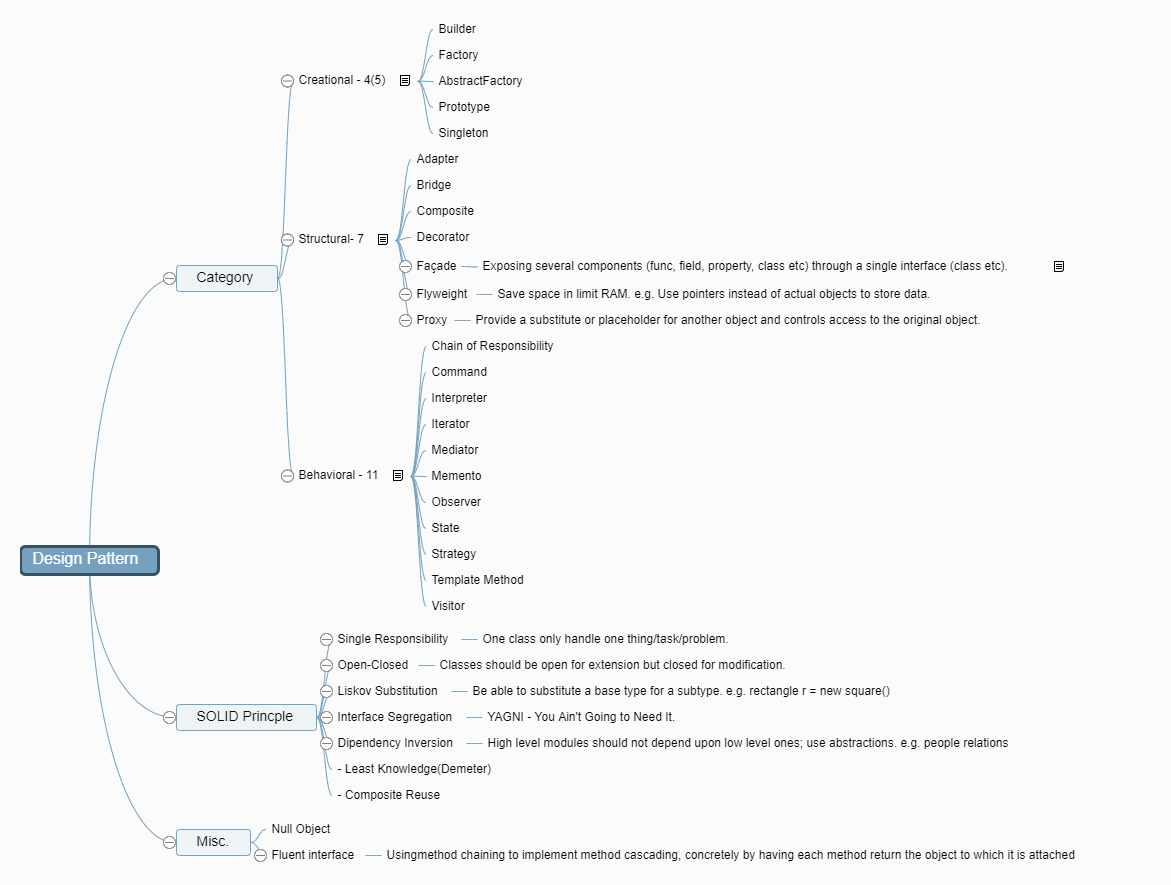 Design Pattern
Category
Creational - 4(5)
Builder
Factory
AbstractFactory
Prototype
Singleton
Structural- 7
Adapter
Bridge
Composite
Decorator
Façade
Exposing several components (func, field, property, class etc) through a single interface (class etc).
Flyweight
Save space in limit RAM. e.g. Use pointers instead of actual objects to store data.
Proxy
Provide a substitute or placeholder for another object and controls access to the original object.
Behavioral - 11
Chain of Responsibility
Command
Interpreter
Iterator
Mediator
Memento
Observer
State
Strategy
Template Method
Visitor
SOLID Princple
Single Responsibility
One class only handle one thing/task/problem.
Open-Closed
Classes should be open for extension but closed for modification.
Liskov Substitution
Be able to substitute a base type for a subtype. e.g. rectangle r = new square()
Interface Segregation
YAGNI - You Ain't Going to Need It.
Dipendency Inversion
High level modules should not depend upon low level ones; use abstractions. e.g. people relations
- Least Knowledge(Demeter)
- Composite Reuse
Misc.
Null Object
Fluent interface
Usingmethod chaining to implement method cascading, concretely by having each method return the object to which it is attached